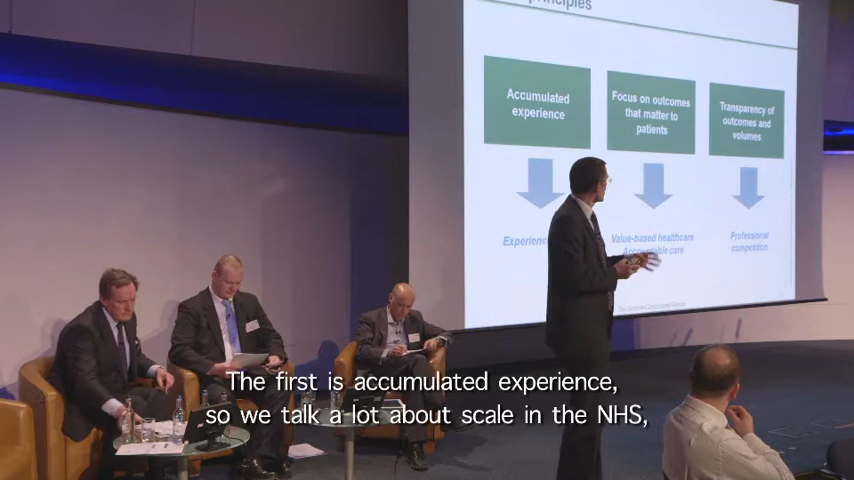 principles
Accumulated
experience
Focus on outcomes
that matter to
patients
Transparency of
outcomes and
volumes
Value-based healthcare
Accountable care
Professional
competition
The first is accumulated experience,
so we talk a lot about scale in the NHS,